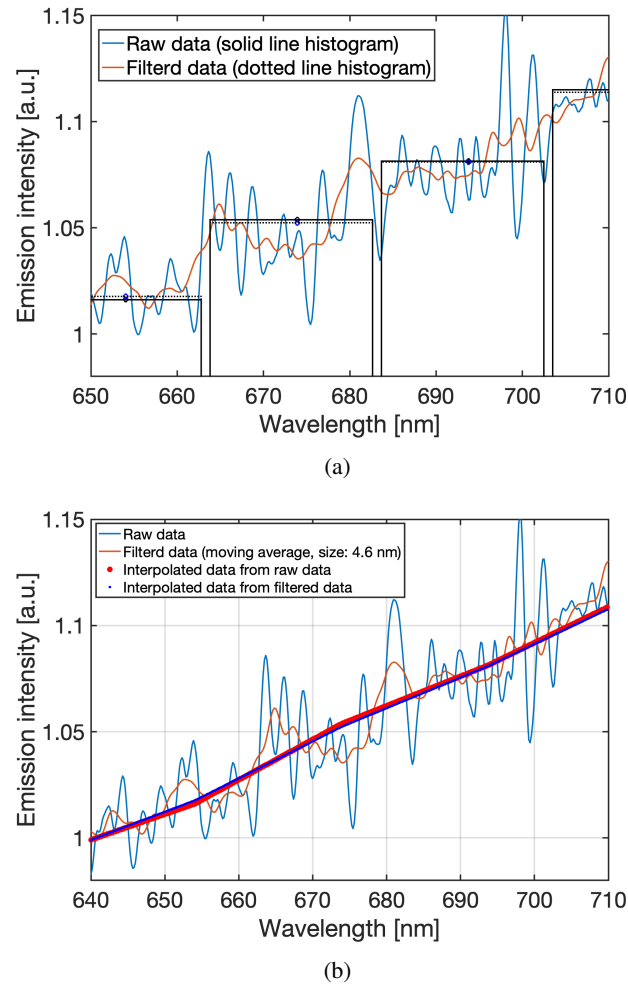 1.15
Raw data (solid line histogram)
Filterd data (dotted line histogram)
1.1
1.05
1
Emission intensity [a.u.]
650 660 670 680 690 700 710
Wavelength [nm]
(a)
1.15
Raw data
Filterd data (moving average, size: 4.6 nm)
Interpolated data from raw data
Interpolated data from filtered data
1.1
1.05
1
Emission intensity [a.u.]
640 650 660 670 680 690 700 710
Wavelength [nm]
(b)